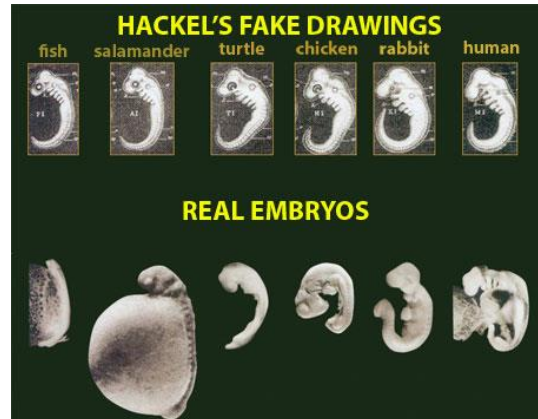 HACKEL'S FAKE DRAWINGS
fish salamander turtle chicken rabbit human
REAL EMBRYOS